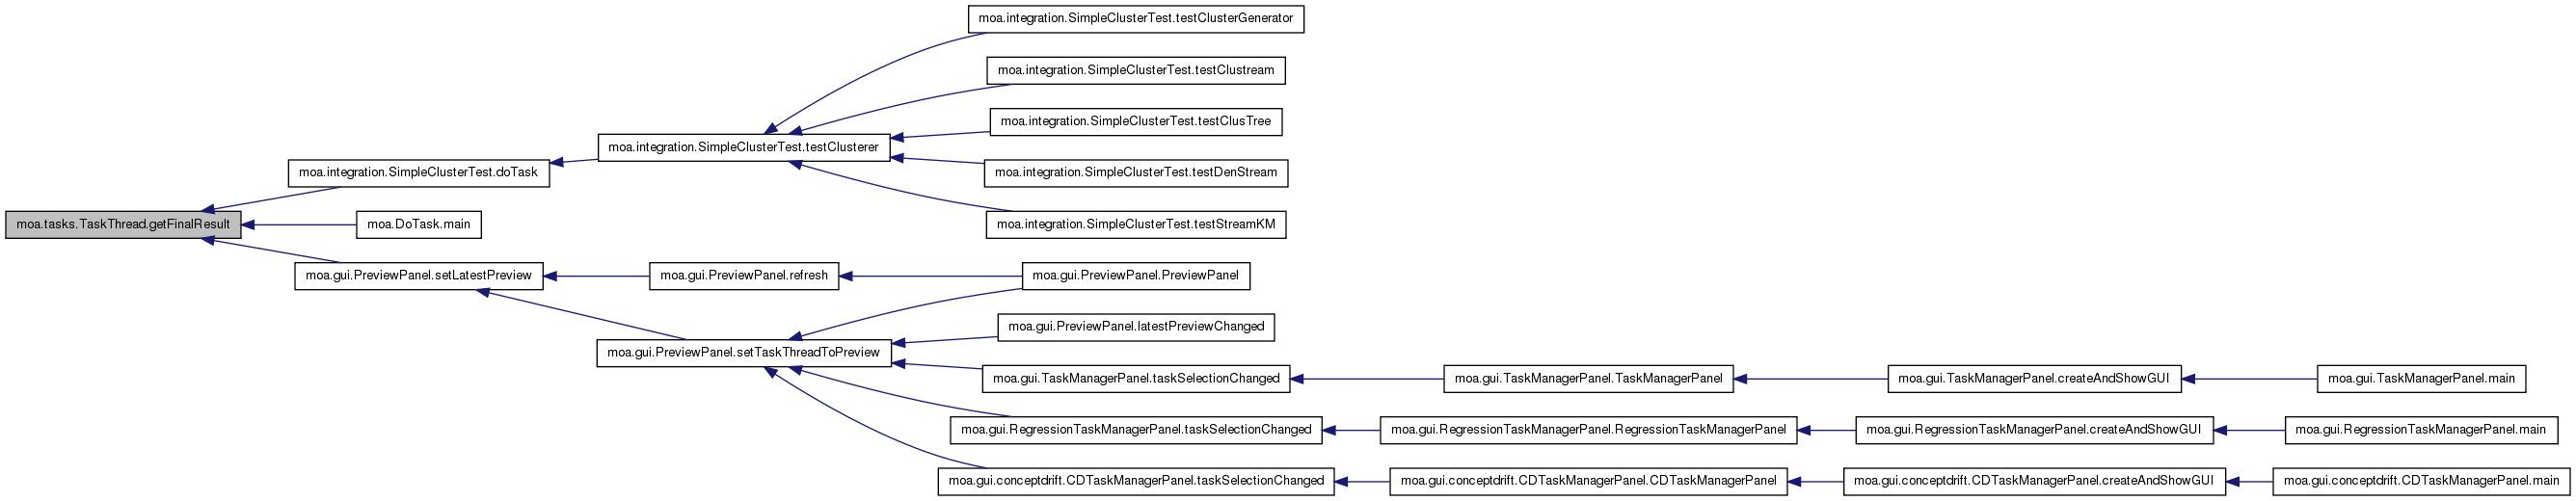 moa.integration.SimpleClusterTest.testClusterGenerator
moa.integration.SimpleClusterTest.testClustream
moa.integration.SimpleClusterTest.testClusTree
moa.integration.SimpleClusterTest.testClusterer
moa.integration.SimpleClusterTest.doTask
moa.integration.SimpleClusterTest.testDenStream
moa.tasks.TaskThread.getFinalResult
moa.DoTask.main
moa.integration.SimpleClusterTest.testStreamKM
moa.gui.PreviewPanel.setLatestPreview
moa.gui.PreviewPanel.refresh
moa.gui.PreviewPanel.PreviewPanel
moa.gui.PreviewPanel.latestPreviewChanged
moa.gui.PreviewPanel.setTaskThreadToPreview
moa.gui.TaskManagerPanel.taskSelectionChanged
moa.gui.TaskManagerPanel.TaskManagerPanel
moa.gui.TaskManagerPanel.createAndShowGUI
moa.gui.TaskManagerPanel.main
moa.gui.RegressionTaskManagerPanel.taskSelectionChanged
moa.gui.RegressionTaskManagerPanel.RegressionTaskManagerPanel
moa.gui.RegressionTaskManagerPanel.createAndShowGUI
moa.gui.RegressionTaskManagerPanel.main
moa.gui.conceptdrift.CDTaskManagerPanel.taskSelectionChanged
moa.gui.conceptdrift.CDTaskManagerPanel.CDTaskManagerPanel
moa.gui.conceptdrift.CDTaskManagerPanel.createAndShowGUI
moa.gui.conceptdrift.CDTaskManagerPanel.main